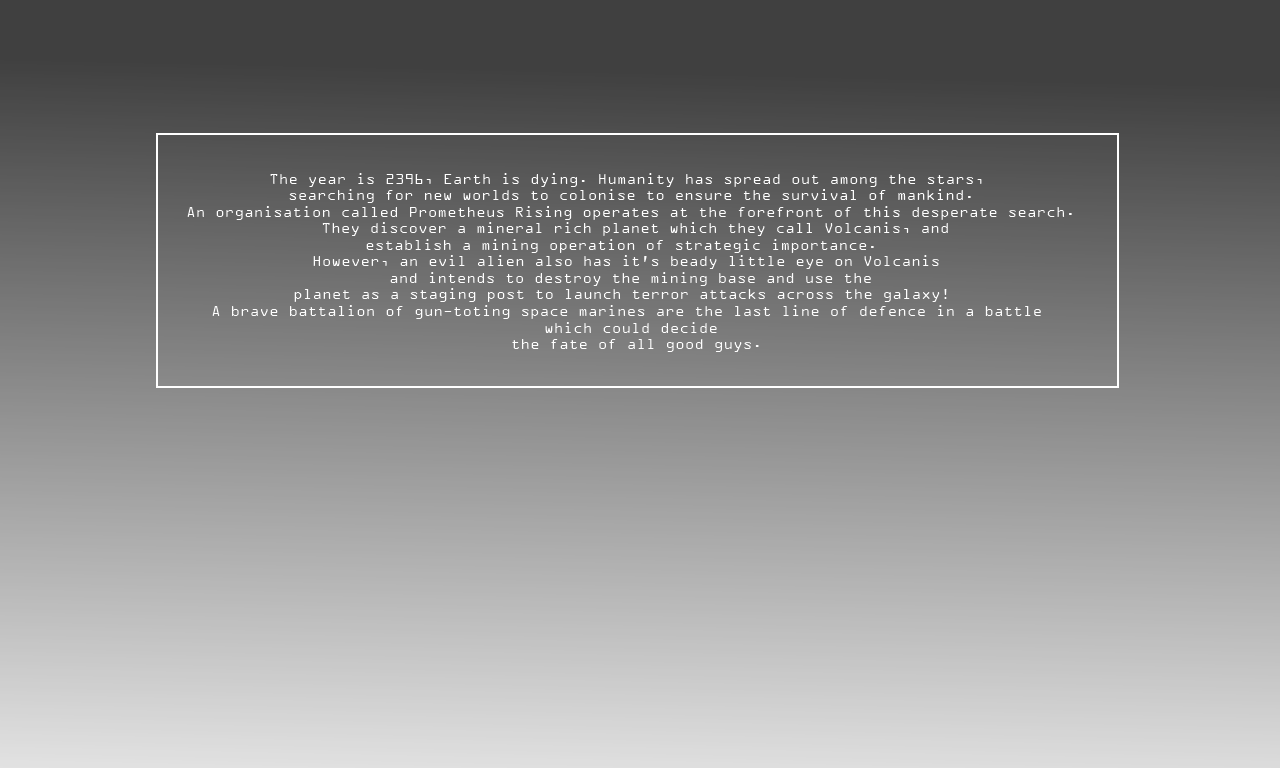 The year is 2396, Earth is dying. Humanity has spread out among the stars,
searching for new worlds to colonise to ensure the survival of mankind.
An organisation called Prometheus Rising operates at the forefront of this desperate search.
They discover a mineral rich planet which they call Volcanis, and
establish a mining operation of strategic importance.
However, an evil alien also has it's beady little eye on Volcanis
and intends to destroy the mining base and use the
planet as a staging post to launch terror attacks across the galaxy!
A brave battalion of gun-toting space marines are the last line of defence in a battle
which could decide
the fate of all good guys.